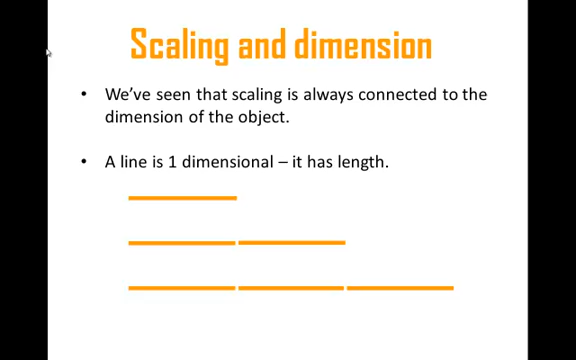 Scaling and dimension
• We've seen that scaling is always connected to the
dimension of the object.
• A line is 1 dimensional – it has length.